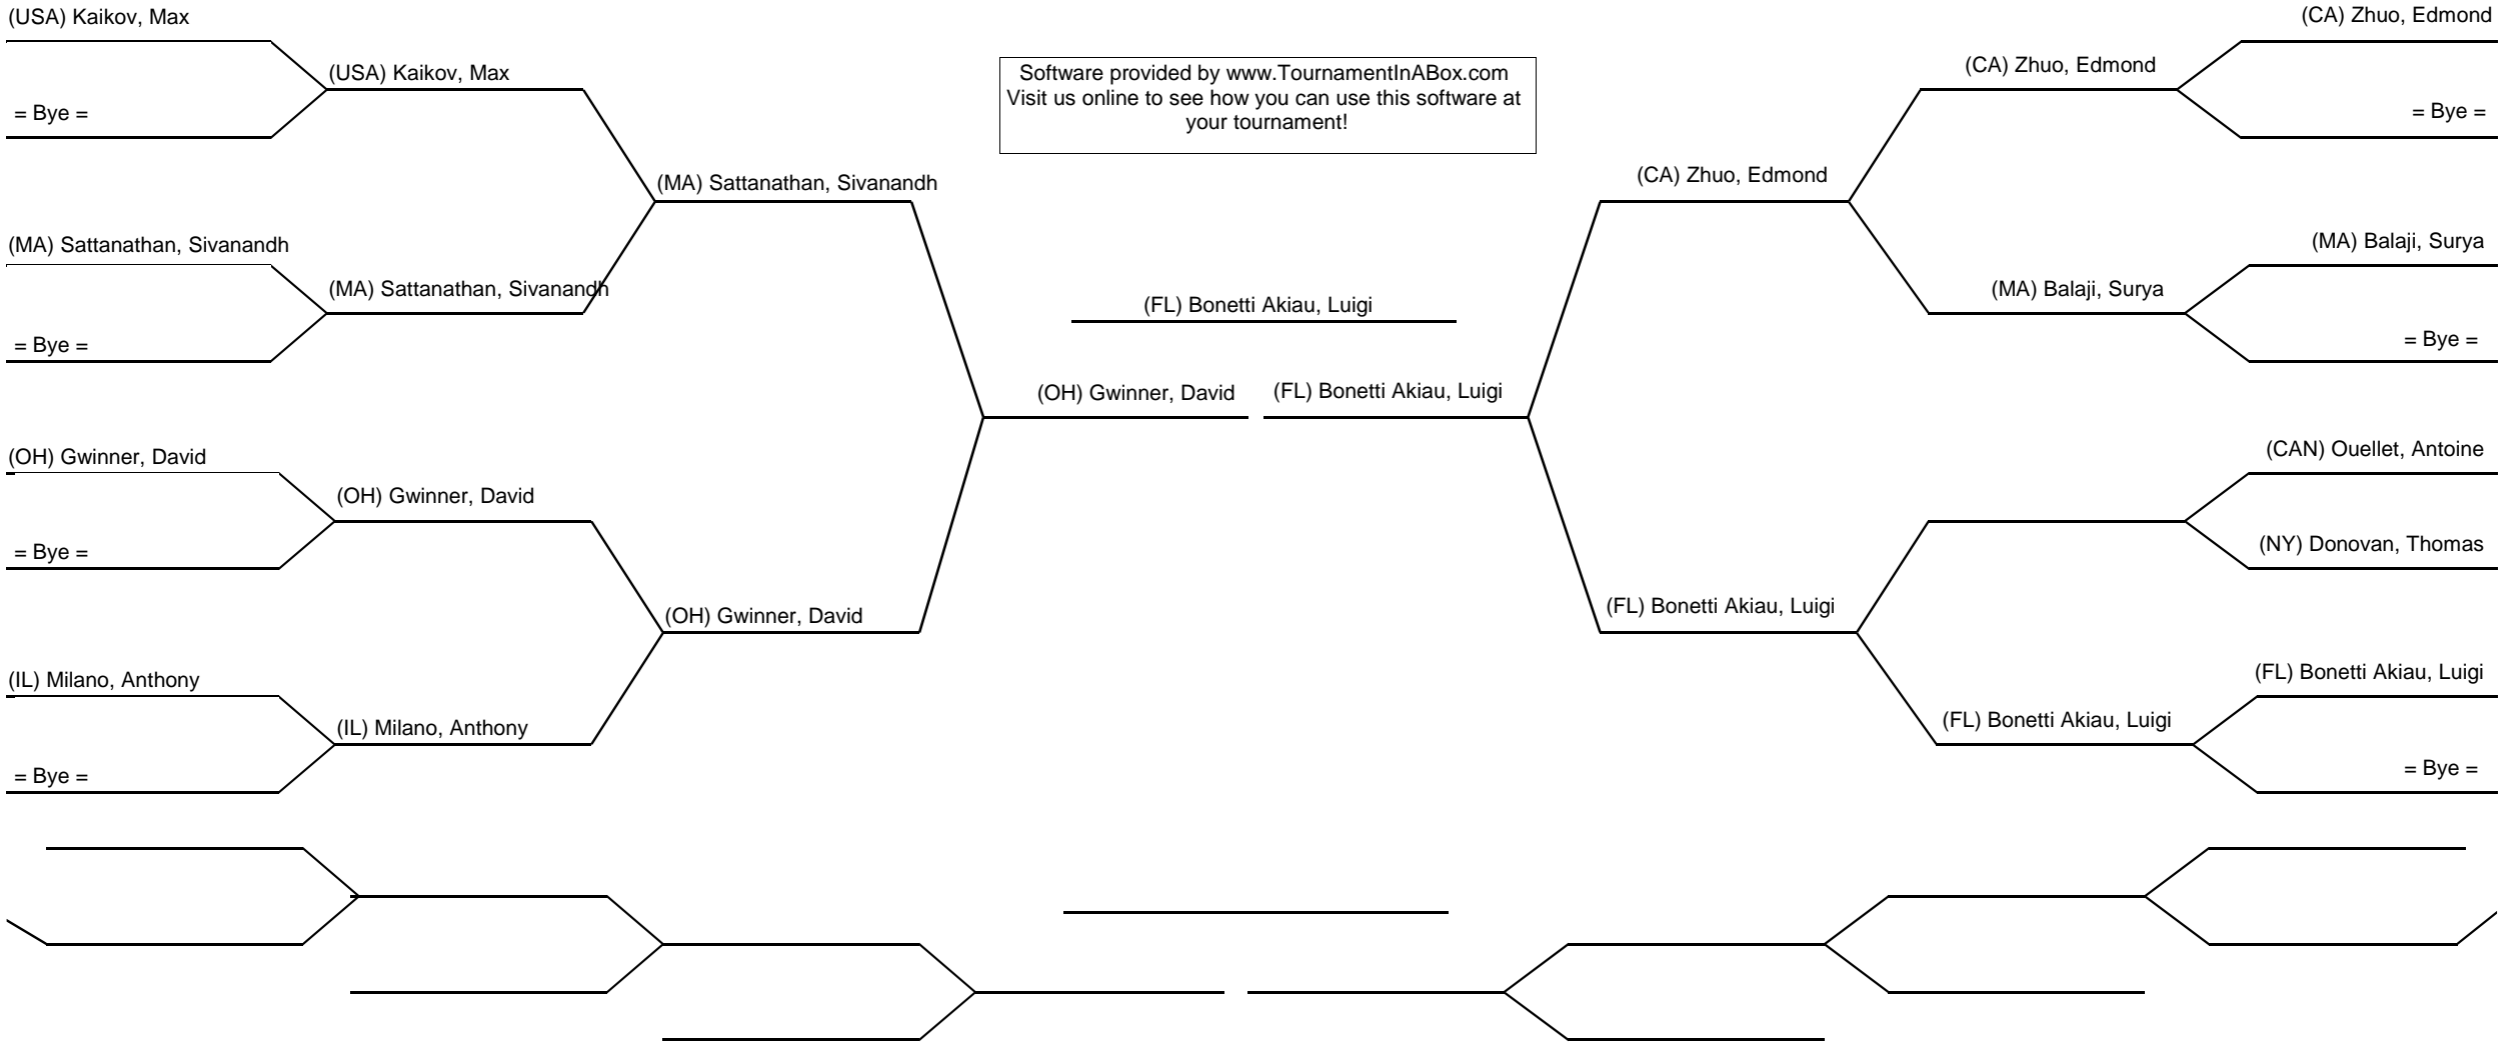 (USA) Kaikov, Max
(USA) Kaikov, Max
= Bye =
(MA) Sattanathan, Sivanandh
(MA) Sattanathan, Sivanandh
(MA) Sattanathan, Sivanandh
= Bye =
(OH) Gwinner, David
(OH) Gwinner, David
= Bye =
(OH) Gwinner, David
(IL) Milano, Anthony
(IL) Milano, Anthony
= Bye =
Software provided by www.TournamentInABox.com
Visit us online to see how you can use this software at
your tournament!
(FL) Bonetti Akiau, Luigi
(OH) Gwinner, David
(FL) Bonetti Akiau, Luigi
(CA) Zhuo, Edmond
(CA) Zhuo, Edmond
= Bye =
(CA) Zhuo, Edmond
(MA) Balaji, Surya
(MA) Balaji, Surya
= Bye =
(CAN) Ouellet, Antoine
(NY) Donovan, Thomas
(FL) Bonetti Akiau, Luigi
(FL) Bonetti Akiau, Luigi
(FL) Bonetti Akiau, Luigi
= Bye =